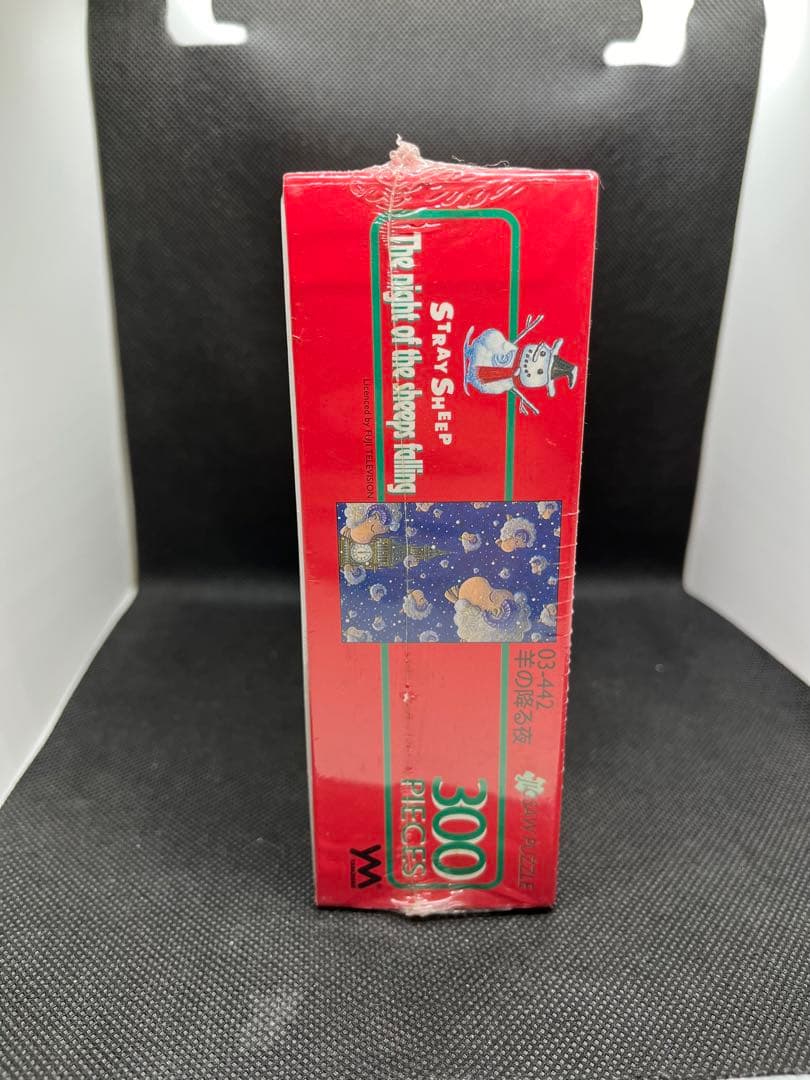 STRAY SHEEP
The night of the sheeps falling
Licenced by FUJI TELEVISION
03-442
羊の降る夜
JIGSAW PUZZLE
300
PIECES
YM